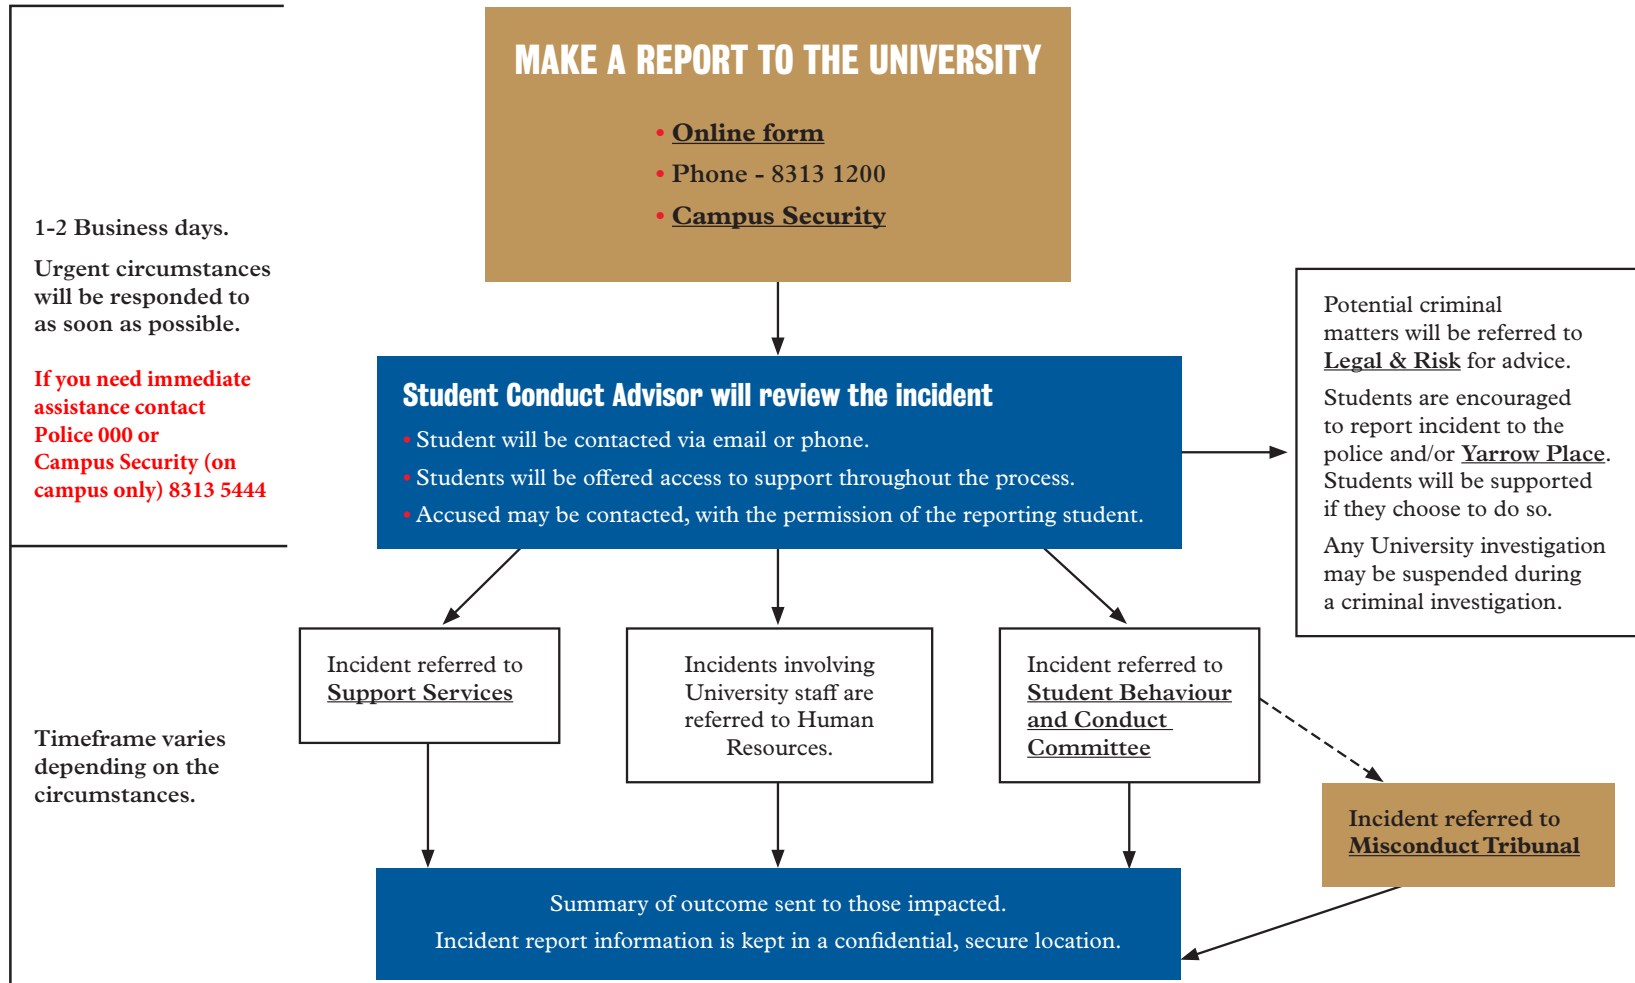 MAKE A REPORT TO THE UNIVERSITY
• Online form
• Phone - 8313 1200
• Campus Security
1-2 Business days.
Urgent circumstances
will be responded to
as soon as possible.
If you need immediate
assistance contact
Police 000 or
Campus Security (on
campus only) 8313 5444
Student Conduct Advisor will review the incident
• Student will be contacted via email or phone.
• Students will be offered access to support throughout the process.
• Accused may be contacted, with the permission of the reporting student.
Potential criminal
matters will be referred to
Legal & Risk for advice.
Students are encouraged
to report incident to the
police and/or Yarrow Place.
Students will be supported
if they choose to do so.
Any University investigation
may be suspended during
a criminal investigation.
Timeframe varies
depending on the
circumstances.
Incident referred to
Support Services
Incidents involving
University staff are
referred to Human
Resources.
Incident referred to
Student Behaviour
and Conduct
Committee
Incident referred to
Misconduct Tribunal
Summary of outcome sent to those impacted.
Incident report information is kept in a confidential, secure location.